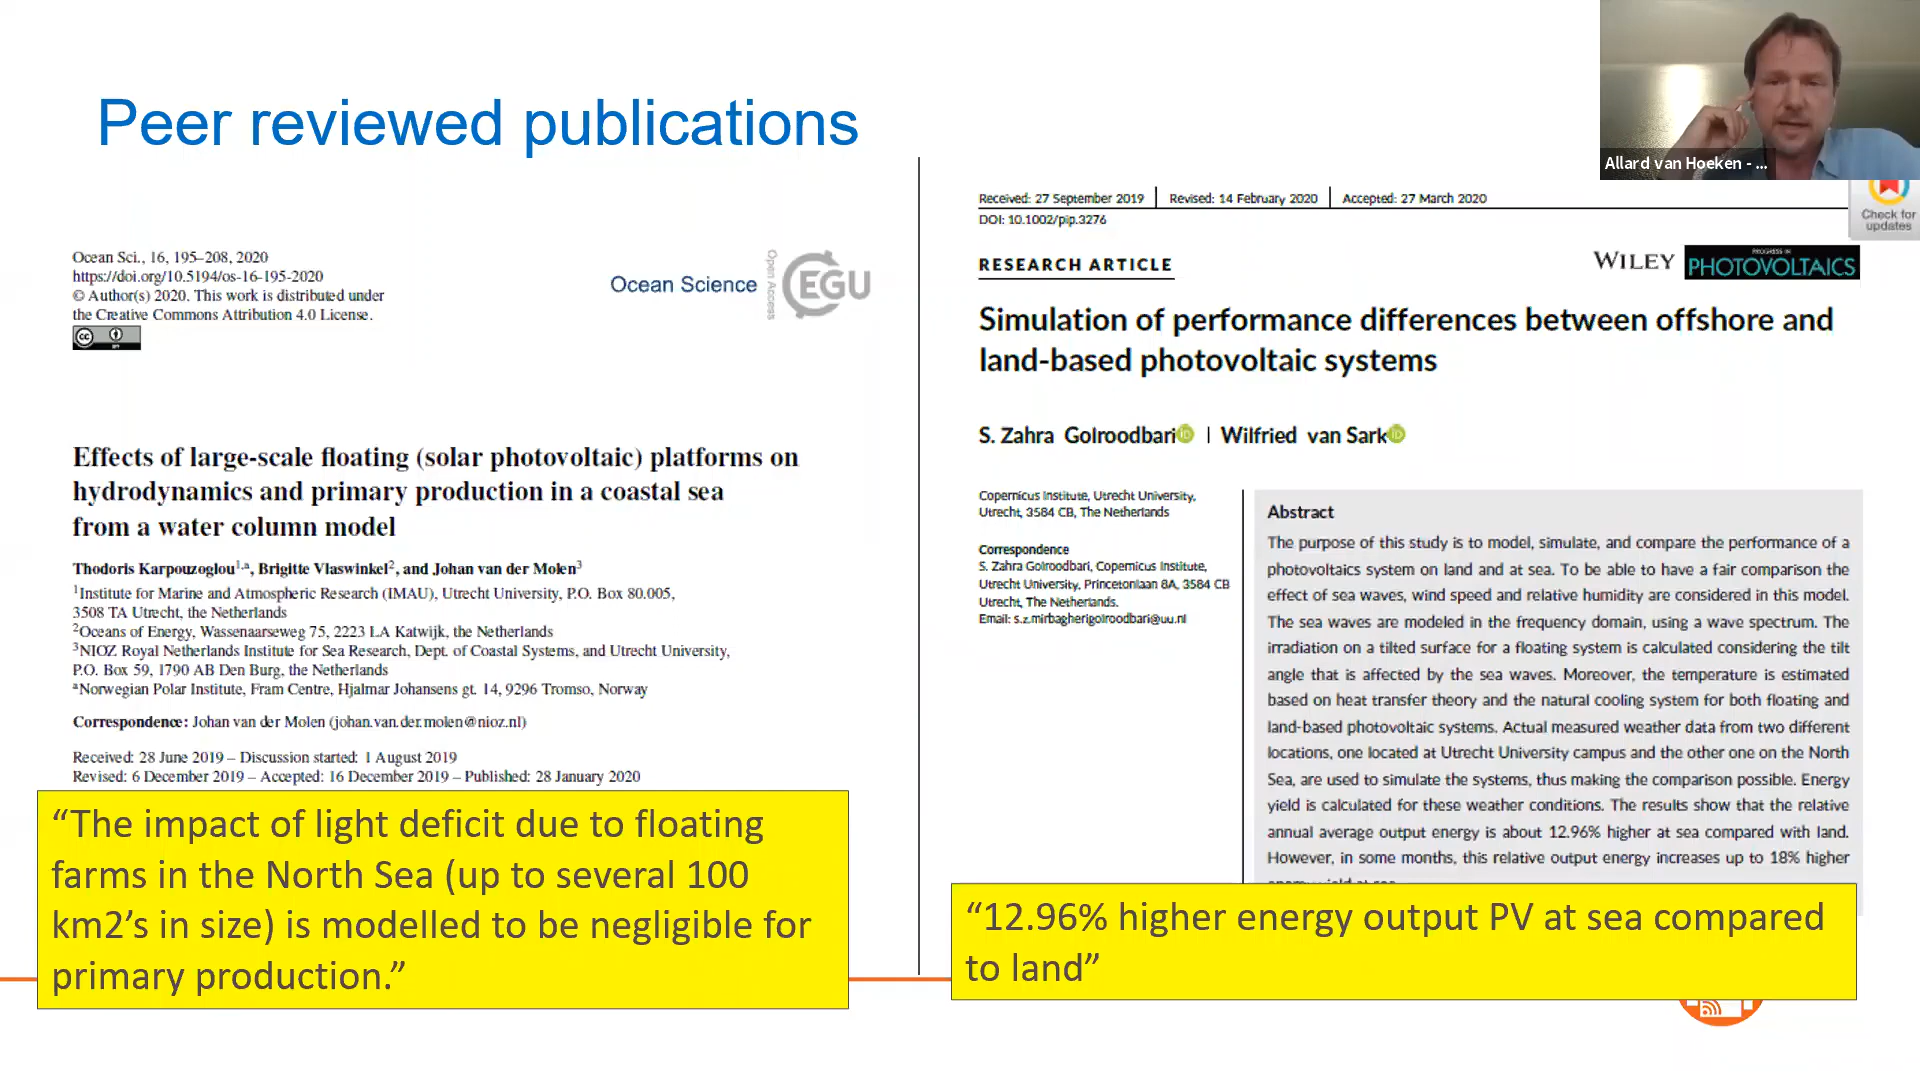 Peer reviewed publications
Allard van Hoeken - ...
Ocean Sci., 16, 195–208, 2020
https://doi.org/10.5194/os-16-195-2020
© Author(s) 2020. This work is distributed under
the Creative Commons Attribution 4.0 License.
cc
BY
Ocean Science
Open Access
EGU
Effects of large-scale floating (solar photovoltaic) platforms on
hydrodynamics and primary production in a coastal sea
from a water column model
Thodoris Karpouzoglou1,a, Brigitte Vlaswinkel2, and Johan van der Molen3
1Institute for Marine and Atmospheric Research (IMAU), Utrecht University, P.O. Box 80.005,
3508 TA Utrecht, the Netherlands
2Oceans of Energy, Wassenaarseweg 75, 2223 LA Katwijk, the Netherlands
3NIOZ Royal Netherlands Institute for Sea Research, Dept. of Coastal Systems, and Utrecht University,
P.O. Box 59, 1790 AB Den Burg, the Netherlands
aNorwegian Polar Institute, Fram Centre, Hjalmar Johansens gt. 14, 9296 Tromso, Norway
Correspondence: Johan van der Molen (johan.van.der.molen@nioz.nl)
Received: 28 June 2019 – Discussion started: 1 August 2019
Revised: 6 December 2019 – Accepted: 16 December 2019 – Published: 28 January 2020
“The impact of light deficit due to floating
farms in the North Sea (up to several 100
km2’s in size) is modelled to be negligible for
primary production.”
Received: 27 September 2019 | Revised: 14 February 2020 | Accepted: 27 March 2020
DOI: 10.1002/pip.3276
Check for
updates
RESEARCH ARTICLE
WILEY
PROGRESS IN
PHOTOVOLTAICS
Simulation of performance differences between offshore and
land-based photovoltaic systems
S. Zahra Golroodbari iD | Wilfried van Sark iD
Copernicus Institute, Utrecht University,
Utrecht, 3584 CB, The Netherlands
Correspondence
S. Zahra Golroodbari, Copernicus Institute,
Utrecht University, Princetonlaan 8A, 3584 CB
Utrecht, The Netherlands.
Email: s.z.mirbagherigolroodbari@uu.nl
Abstract
The purpose of this study is to model, simulate, and compare the performance of a
photovoltaics system on land and at sea. To be able to have a fair comparison the
effect of sea waves, wind speed and relative humidity are considered in this model.
The sea waves are modeled in the frequency domain, using a wave spectrum. The
irradiation on a tilted surface for a floating system is calculated considering the tilt
angle that is affected by the sea waves. Moreover, the temperature is estimated
based on heat transfer theory and the natural cooling system for both floating and
land-based photovoltaic systems. Actual measured weather data from two different
locations, one located at Utrecht University campus and the other one on the North
Sea, are used to simulate the systems, thus making the comparison possible. Energy
yield is calculated for these weather conditions. The results show that the relative
annual average output energy is about 12.96% higher at sea compared with land.
However, in some months, this relative output energy increases up to 18% higher
“12.96% higher energy output PV at sea compared
to land”